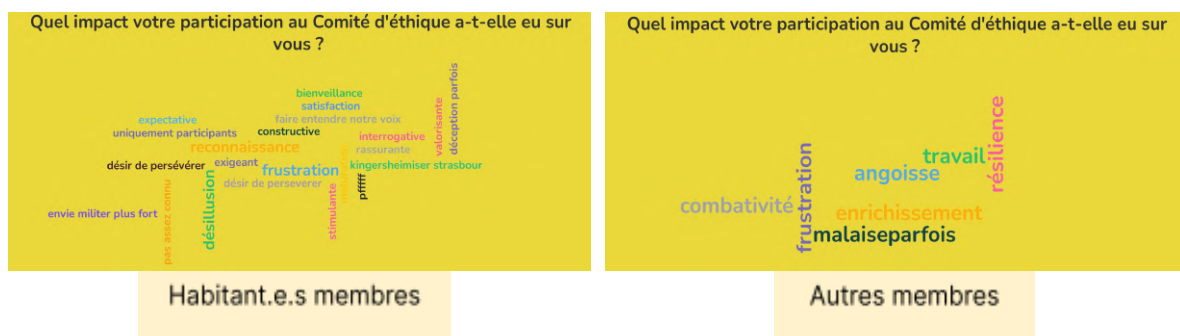 Quel impact votre participation au Comité d'éthique a-t-elle eu sur
vous ?
bienveillance
satisfaction
déception parfois
expectative
faire entendre notre voix
valorisante
uniquement participants
constructive
interrogative
reconnaissance
rassurante
désir de persévérer
exigeant
frustration
kingersheimiser strasbour
désir de perseverer
pfffff
envie militer plus fort
pas assez connu
désillusion
stimulante
Habitant.e.s membres
Quel impact votre participation au Comité d'éthique a-t-elle eu sur
vous ?
résilience
travail
angoisse
frustration
combativité
enrichissement
malaiseparfois
Autres membres